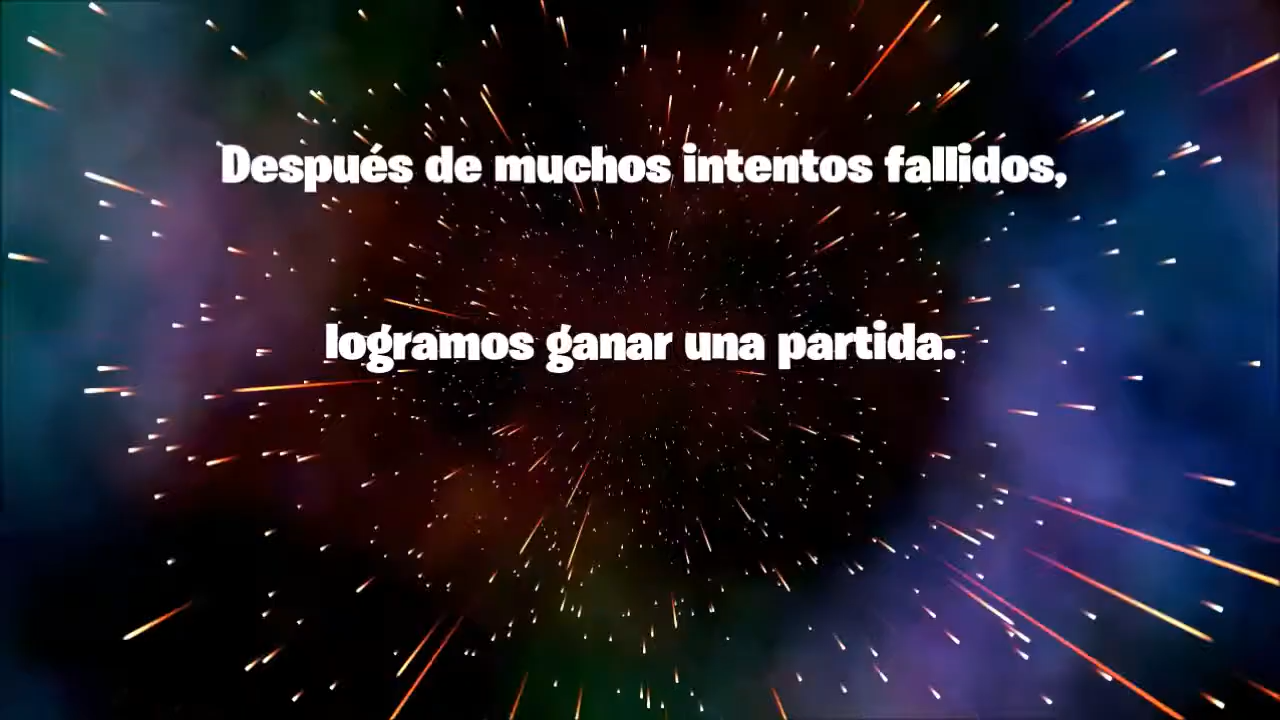 Después de muchos intentos fallidos,
logramos ganar una partida.